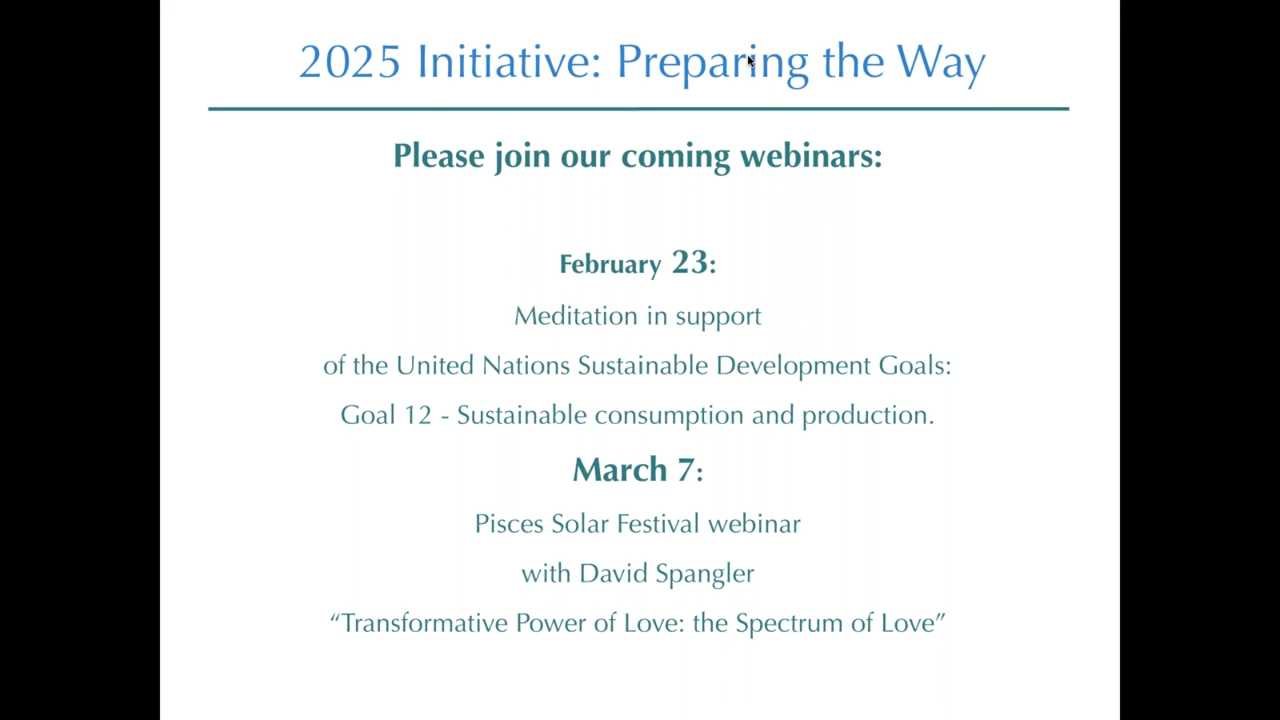 2025 Initiative: Preparing the Way
Please join our coming webinars:
February 23:
Meditation in support
of the United Nations Sustainable Development Goals:
Goal 12 - Sustainable consumption and production.
March 7:
Pisces Solar Festival webinar
with David Spangler
“Transformative Power of Love: the Spectrum of Love”